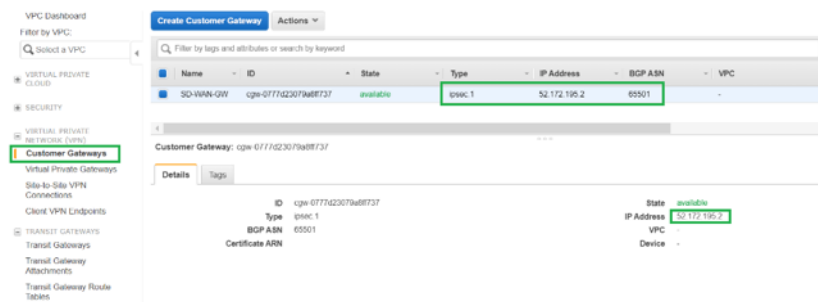 VPC Dashboard
Filter by VPC:
Select a VPC
VIRTUAL PRIVATE
CLOUD
SECURITY
VIRTUAL PRIVATE
NETWORK (VPN)
Customer Gateways
Virtual Private Gateways
Site-to-Site VPN
Connections
Client VPN Endpoints
TRANSIT GATEWAYS
Transit Gateways
Transit Gateway
Attachments
Transit Gateway Route
Tables
Create Customer Gateway Actions
Filter by tags and attributes or search by keyword
Name ID State Type IP Address BGP ASN VPC
SD-WAN-GW cgw-0777d23079a8ff737 available ipsec.1 52.172.195.2 65501 -
Customer Gateway: cgw-0777d23079a8ff737
Details Tags
ID cgw-0777d23079a8ff737 State available
Type ipsec.1 IP Address 52.172.195.2
BGP ASN 65501 VPC -
Certificate ARN Device -